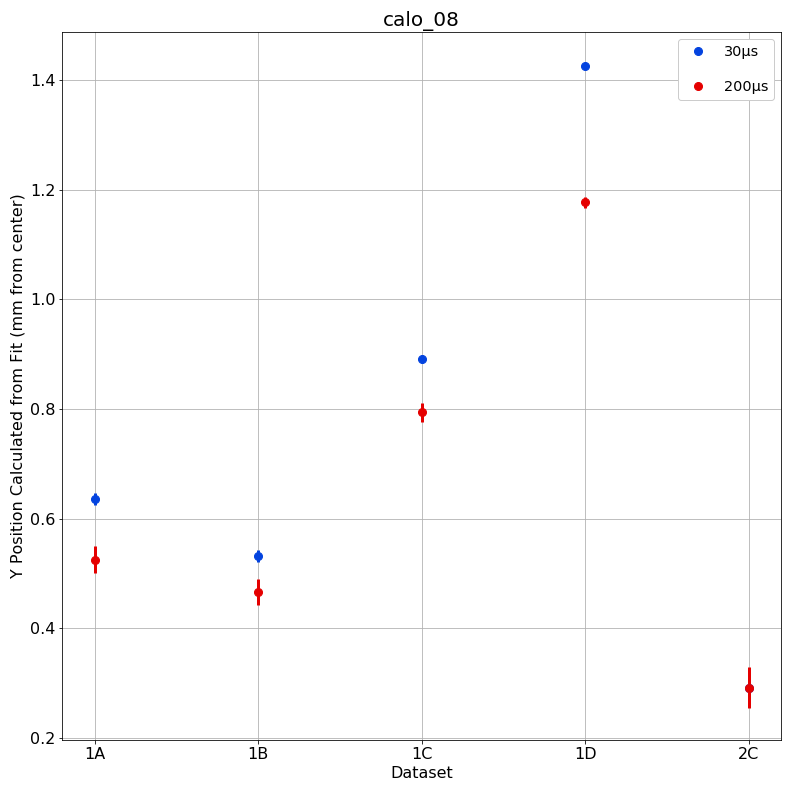 calo_08
30μs
200μs
1.4
1.2
1.0
0.8
0.6
0.4
0.2
Y Position Calculated from Fit (mm from center)
1A 1B 1C 1D 2C
Dataset